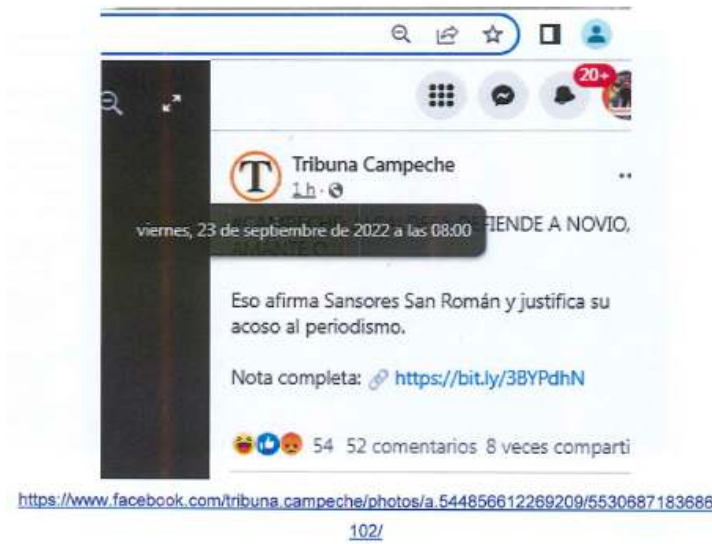 20+
T
Tribuna Campeche
1 h
viernes, 23 de septiembre de 2022 a las 08:00
DEFIENDE A NOVIO,
Eso afirma Sansores San Román y justifica su
acoso al periodismo.
Nota completa: https://bit.ly/3BYPdhN
54 52 comentarios 8 veces comparti
https://www.facebook.com/tribuna.campeche/photos/a.544856612269209/5530687183686
102/